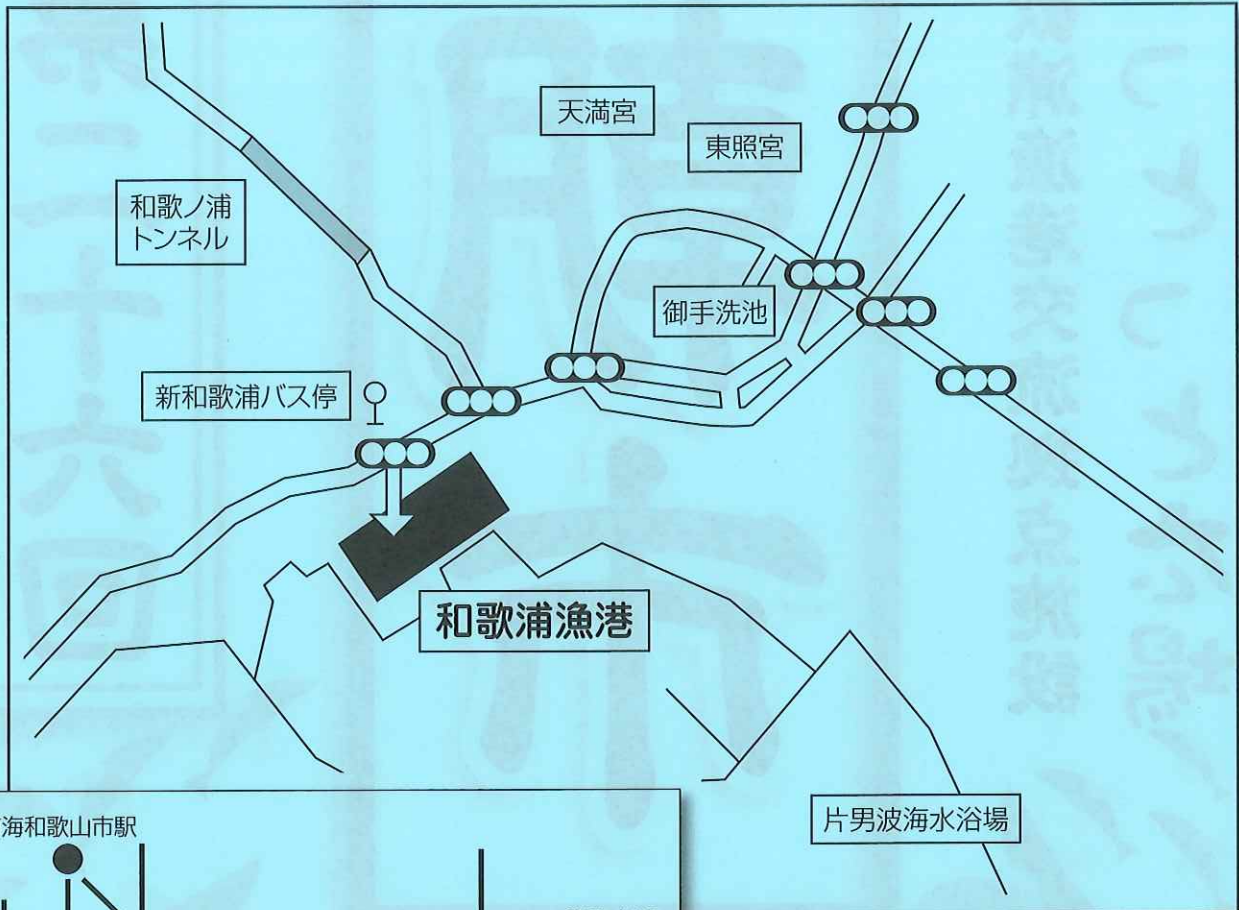 天満宮
東照宮
和歌ノ浦
トンネル
御手洗池
新和歌浦バス停
和歌浦漁港
片男波海水浴場
海和歌山市駅